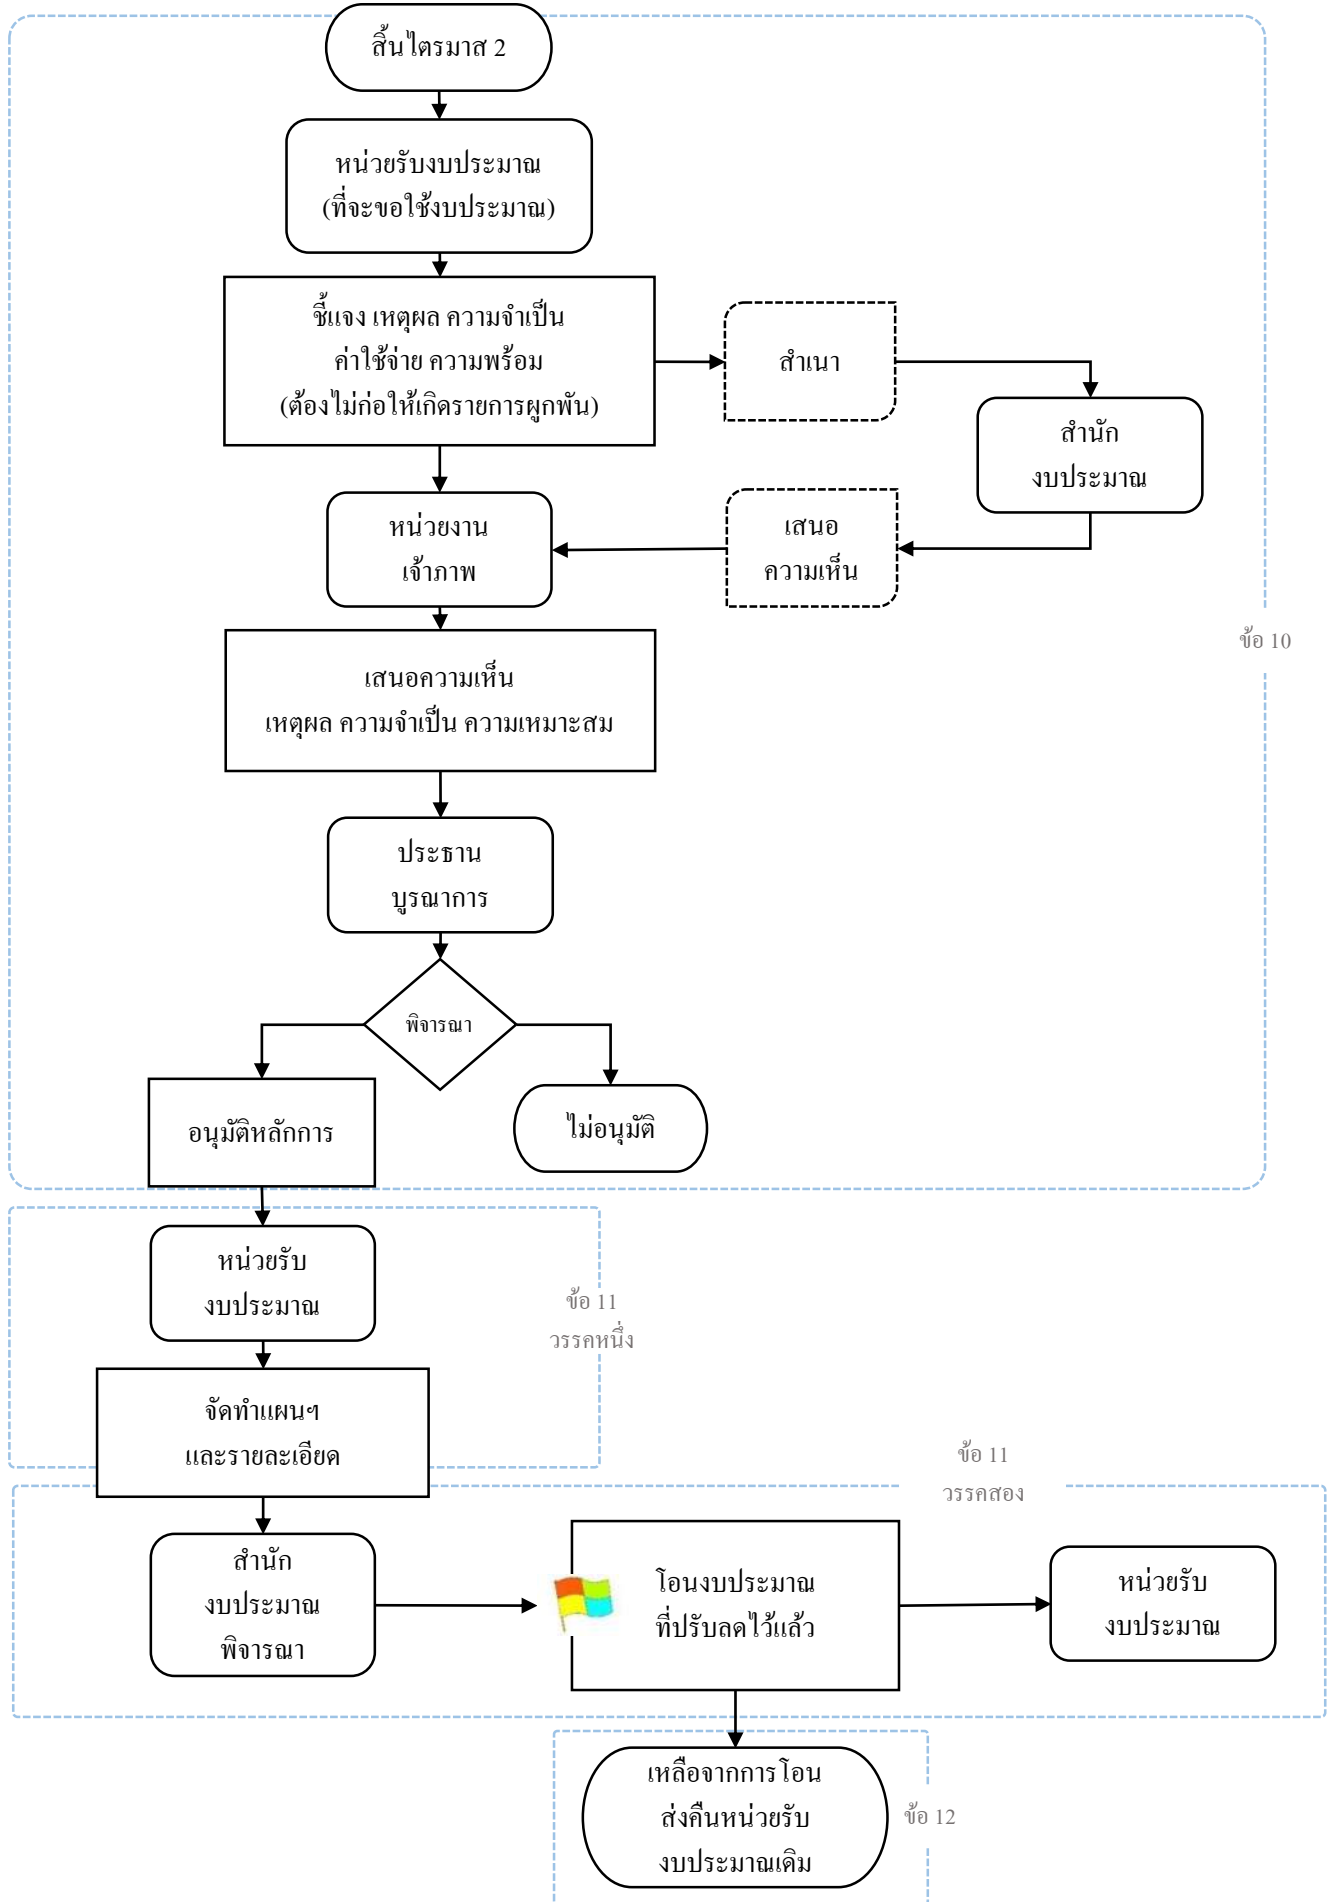 สิ้นไตรมาส 2
หน่วยรับงบประมาณ
(ที่จะขอใช้งบประมาณ)
ชี้แจง เหตุผล ความจำเป็น
ค่าใช้จ่าย ความพร้อม
(ต้องไม่ก่อให้เกิดรายการผูกพัน)
สำเนา
สำนัก
งบประมาณ
หน่วยงาน
เจ้าภาพ
เสนอ
ความเห็น
ข้อ 10
เสนอความเห็น
เหตุผล ความจำเป็น ความเหมาะสม
ประธาน
บูรณาการ
พิจารณา
อนุมัติหลักการ
ไม่อนุมัติ
หน่วยรับ
งบประมาณ
ข้อ 11
วรรคหนึ่ง
จัดทำแผนฯ
และรายละเอียด
ข้อ 11
วรรคสอง
สำนัก
งบประมาณ
พิจารณา
โอนงบประมาณ
ที่ปรับลดไว้แล้ว
หน่วยรับ
งบประมาณ
เหลือจากการโอน
ส่งคืนหน่วยรับ
งบประมาณเดิม
ข้อ 12